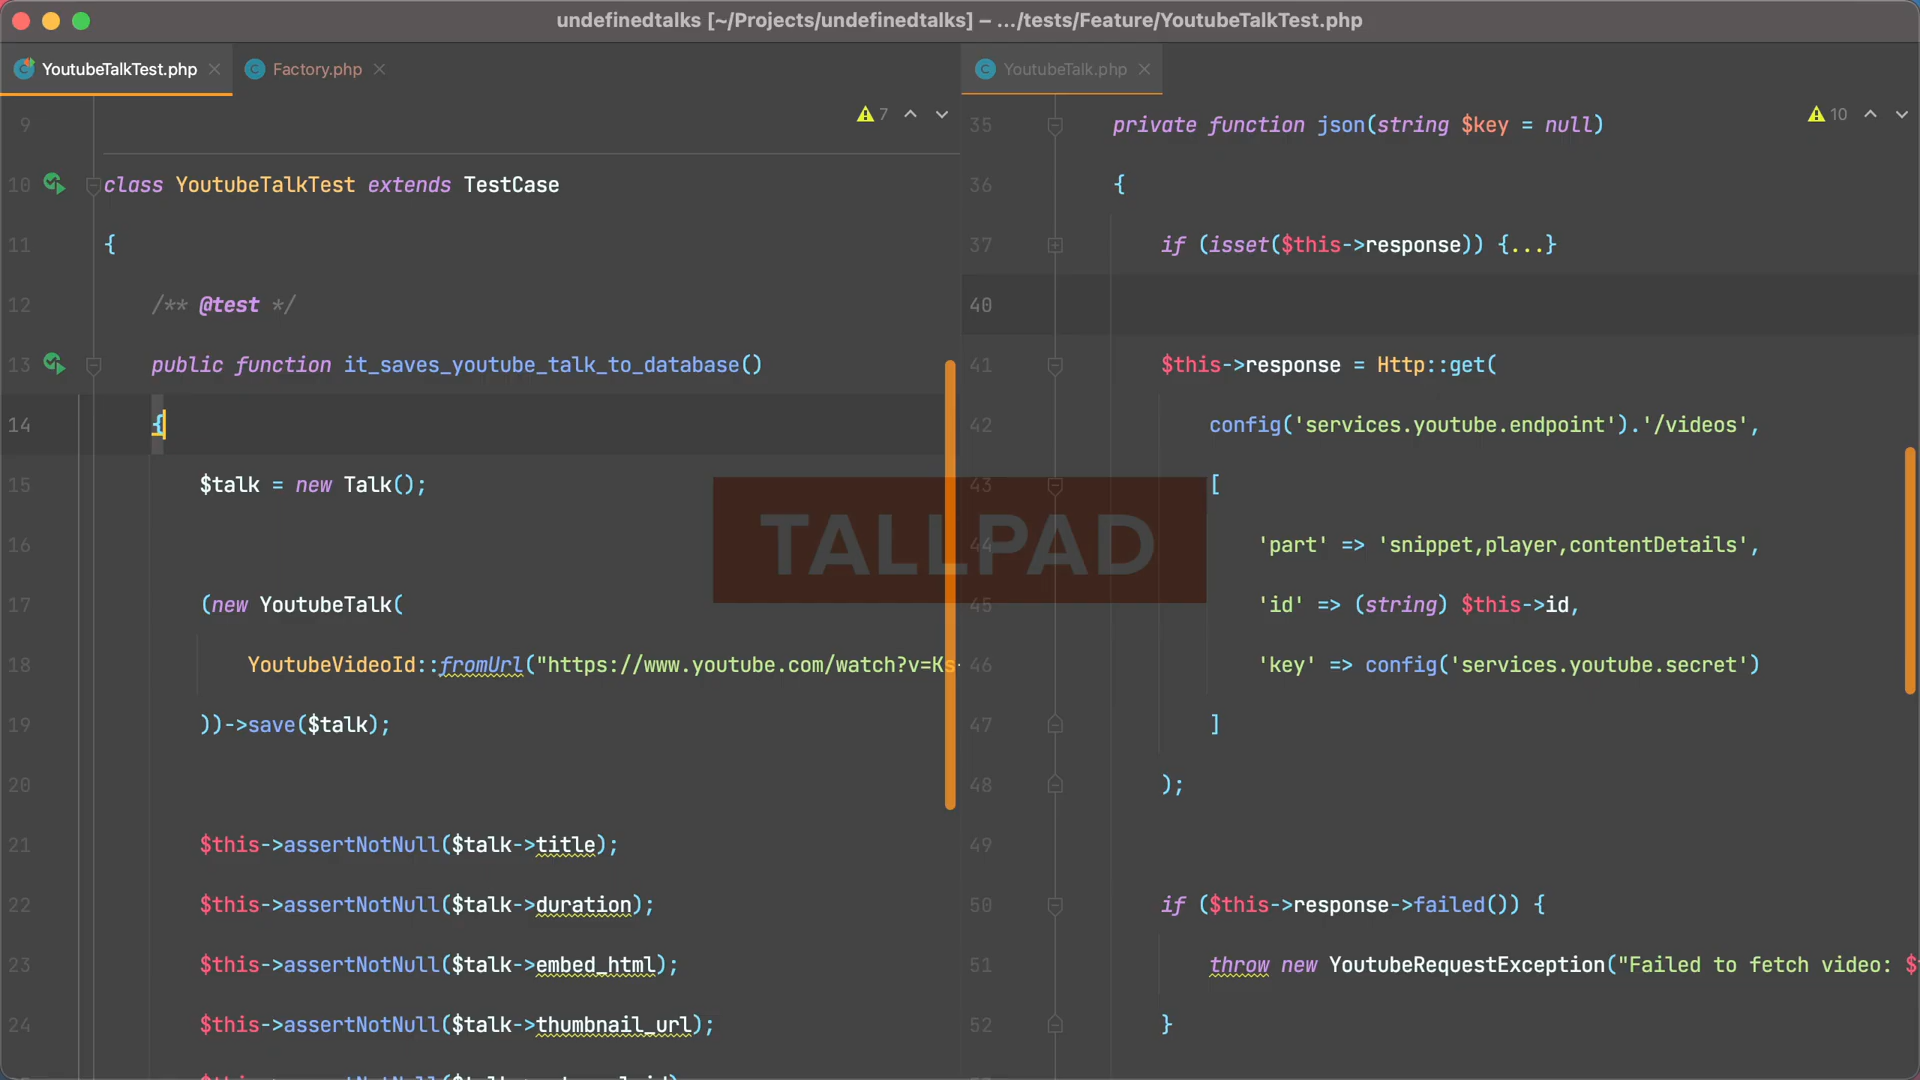 undefinedtalks [~/Projects/undefinedtalks] – .../tests/Feature/YoutubeTalkTest.php
YoutubeTalkTest.php
Factory.php
YoutubeTalk.php
7
9
10 class YoutubeTalkTest extends TestCase
11 {
12 /** @test */
13 public function it_saves_youtube_talk_to_database()
14 {
15 $talk = new Talk();
16
17 (new YoutubeTalk(
18 YoutubeVideoId::fromUrl("https://www.youtube.com/watch?v=Ks-
19 ))->save($talk);
20
21 $this->assertNotNull($talk->title);
22 $this->assertNotNull($talk->duration);
23 $this->assertNotNull($talk->embed_html);
24 $this->assertNotNull($talk->thumbnail_url);
10
35 private function json(string $key = null)
36 {
37 if (isset($this->response)) {...}
40
41 $this->response = Http::get(
42 config('services.youtube.endpoint').'/videos',
43 [
44 'part' => 'snippet,player,contentDetails',
45 'id' => (string) $this->id,
46 'key' => config('services.youtube.secret')
47 ]
48 );
49
50 if ($this->response->failed()) {
51 throw new YoutubeRequestException("Failed to fetch video: $
52 }
TALLPAD